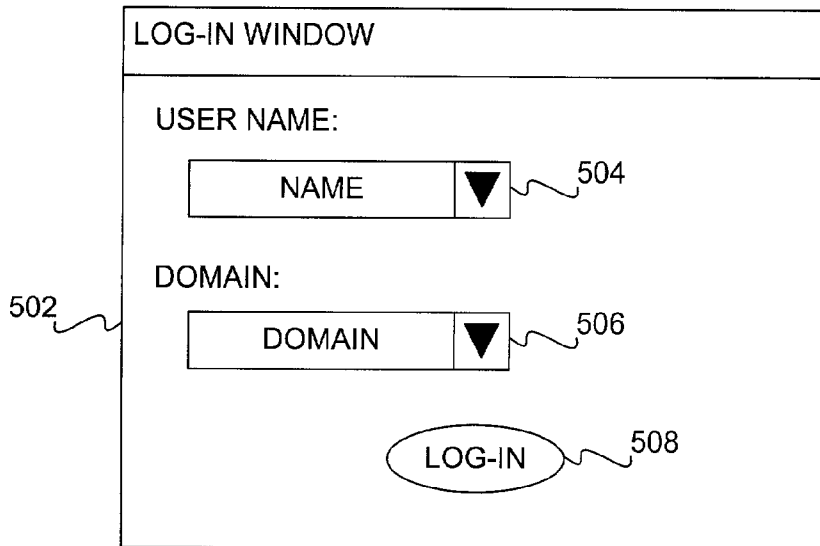 LOG-IN WINDOW
USER NAME:
NAME
504
DOMAIN:
502
DOMAIN
506
LOG-IN
508